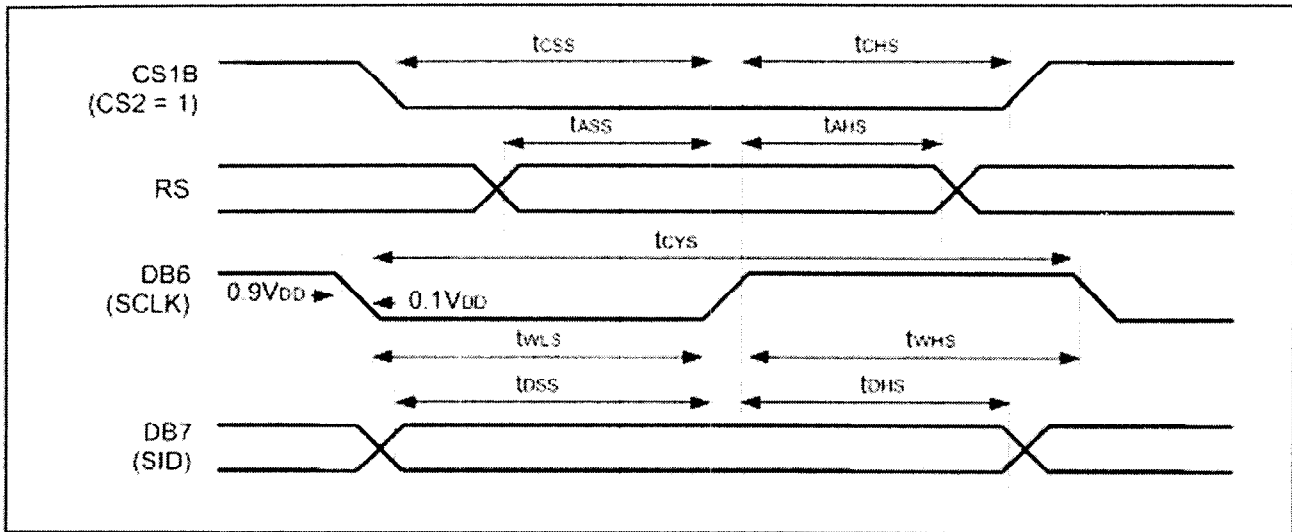 tCSS tCHS
CS1B
(CS2 = 1)
tASS tAHS
RS
tCYS
DB6
(SCLK)
0.9VDD 0.1VDD
tWLS tWHS
tDSS tDHS
DB7
(SID)